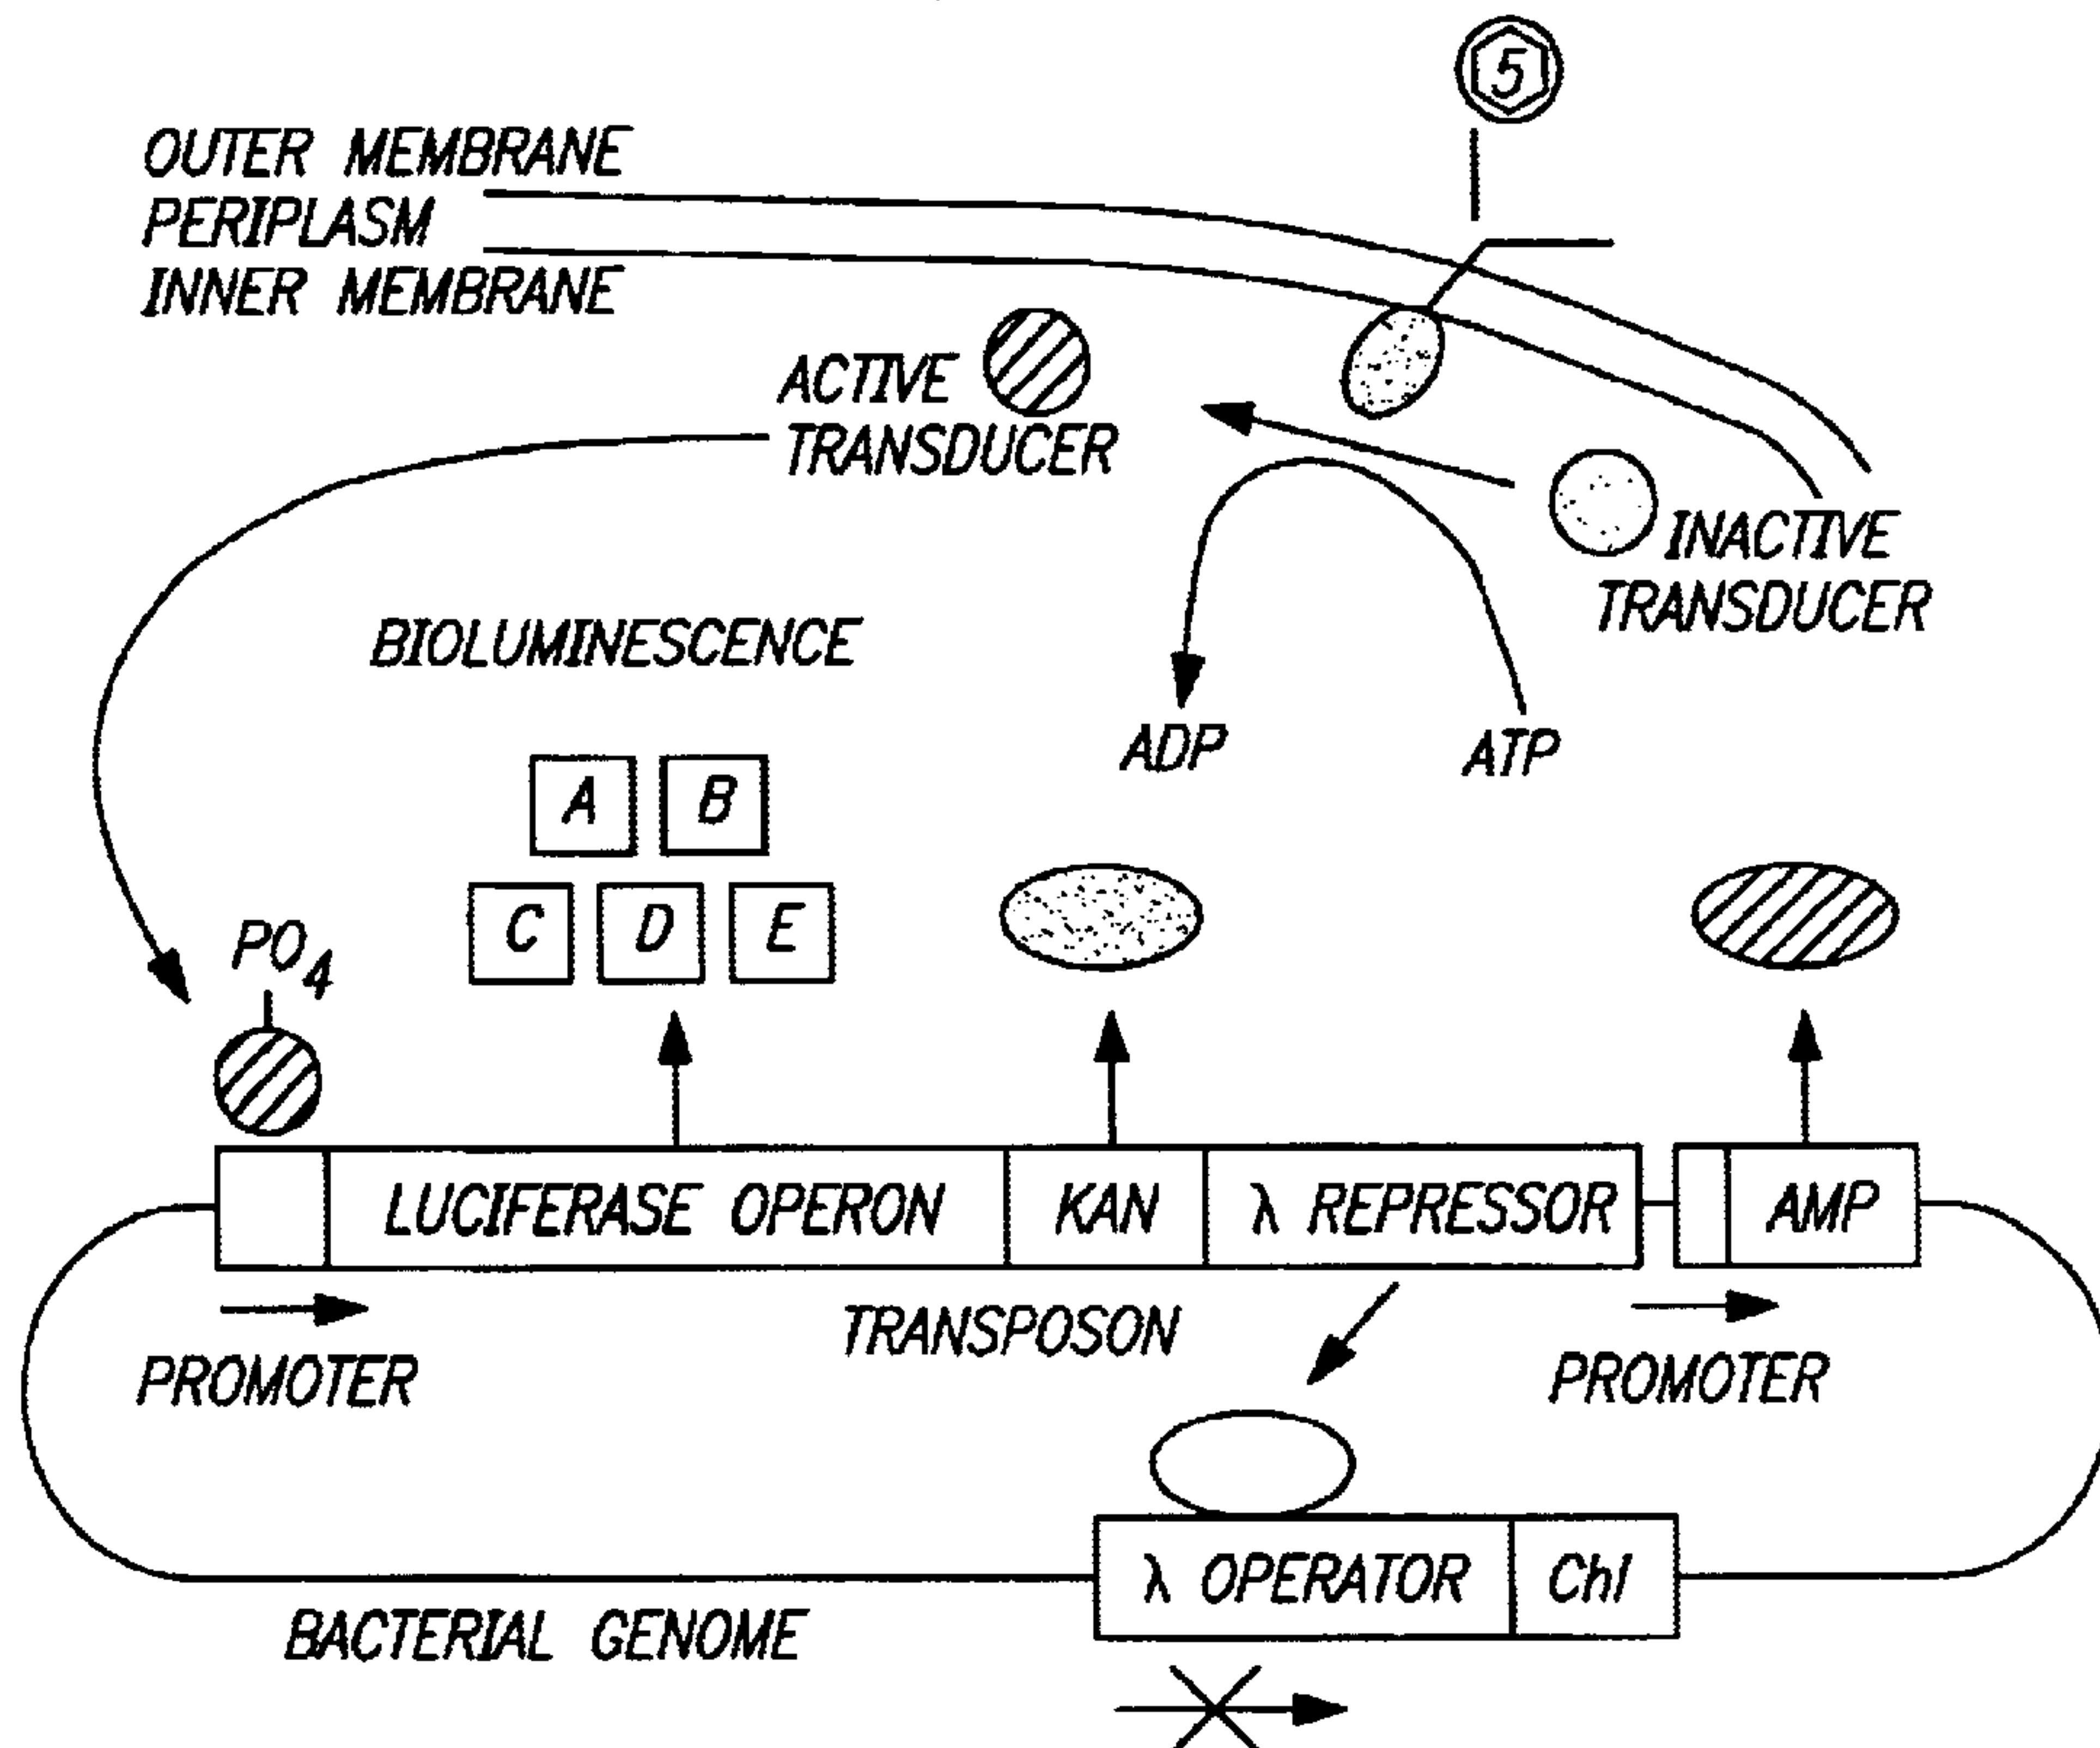 5
OUTER MEMBRANE
PERIPLASM
INNER MEMBRANE
ACTIVE
TRANSDUCER
INACTIVE
TRANSDUCER
BIOLUMINESCENCE
ADP
ATP
A B
C D E
PO4
LUCIFERASE OPERON KAN λ REPRESSOR AMP
TRANSPOSON
PROMOTER
PROMOTER
λ OPERATOR Chl
BACTERIAL GENOME